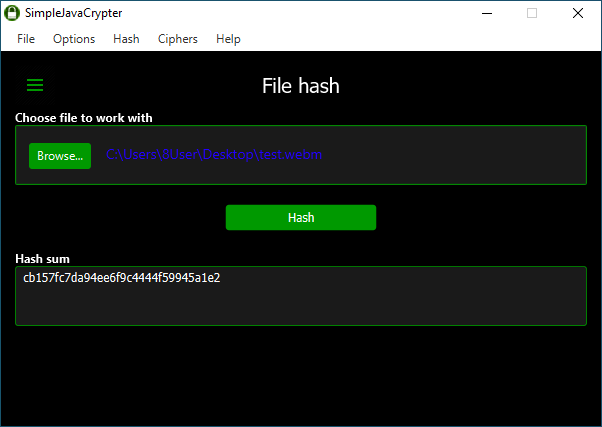 SimpleJavaCrypter
File Options Hash Ciphers Help
File hash
Choose file to work with
Browse... C:\Users\8User\Desktop\test.webm
Hash
Hash sum
cb157fc7da94ee6f9c4444f59945a1e2